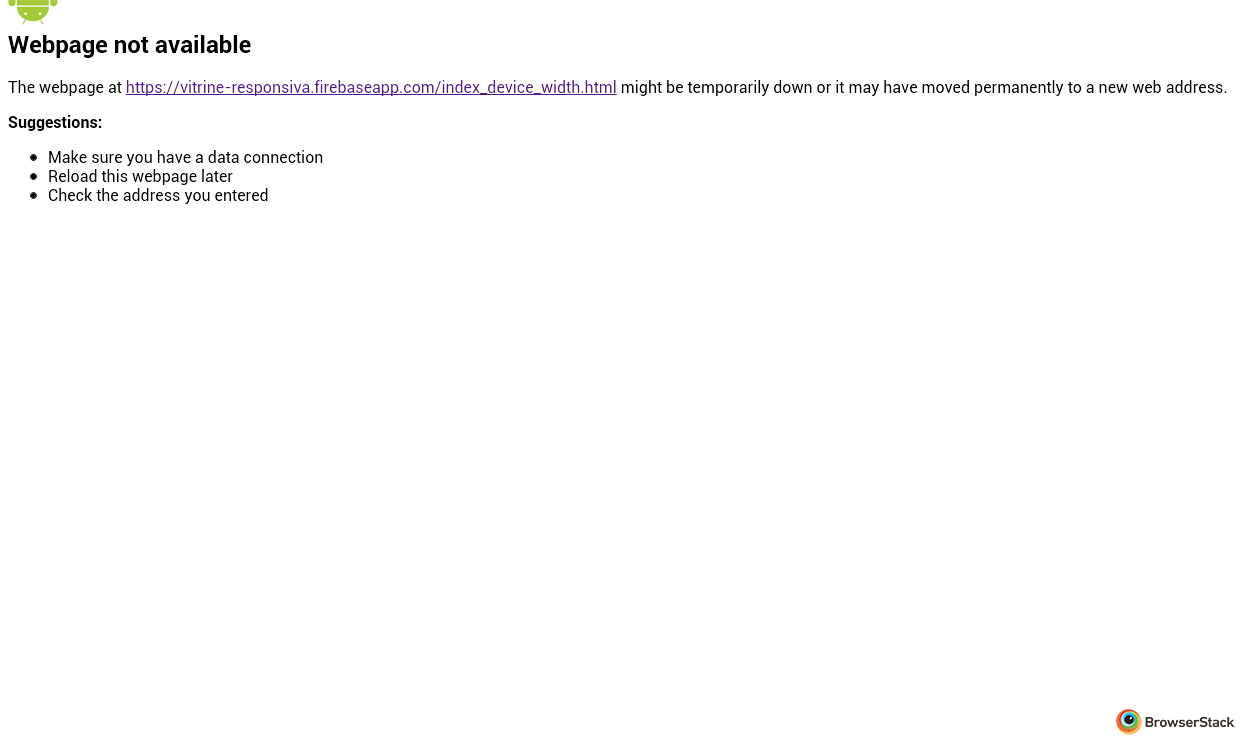 Webpage not available
The webpage at https://vitrine-responsiva.firebaseapp.com/index_device_width.html might be temporarily down or it may have moved permanently to a new web address.
Suggestions:
Make sure you have a data connection
Reload this webpage later
Check the address you entered
BrowserStack